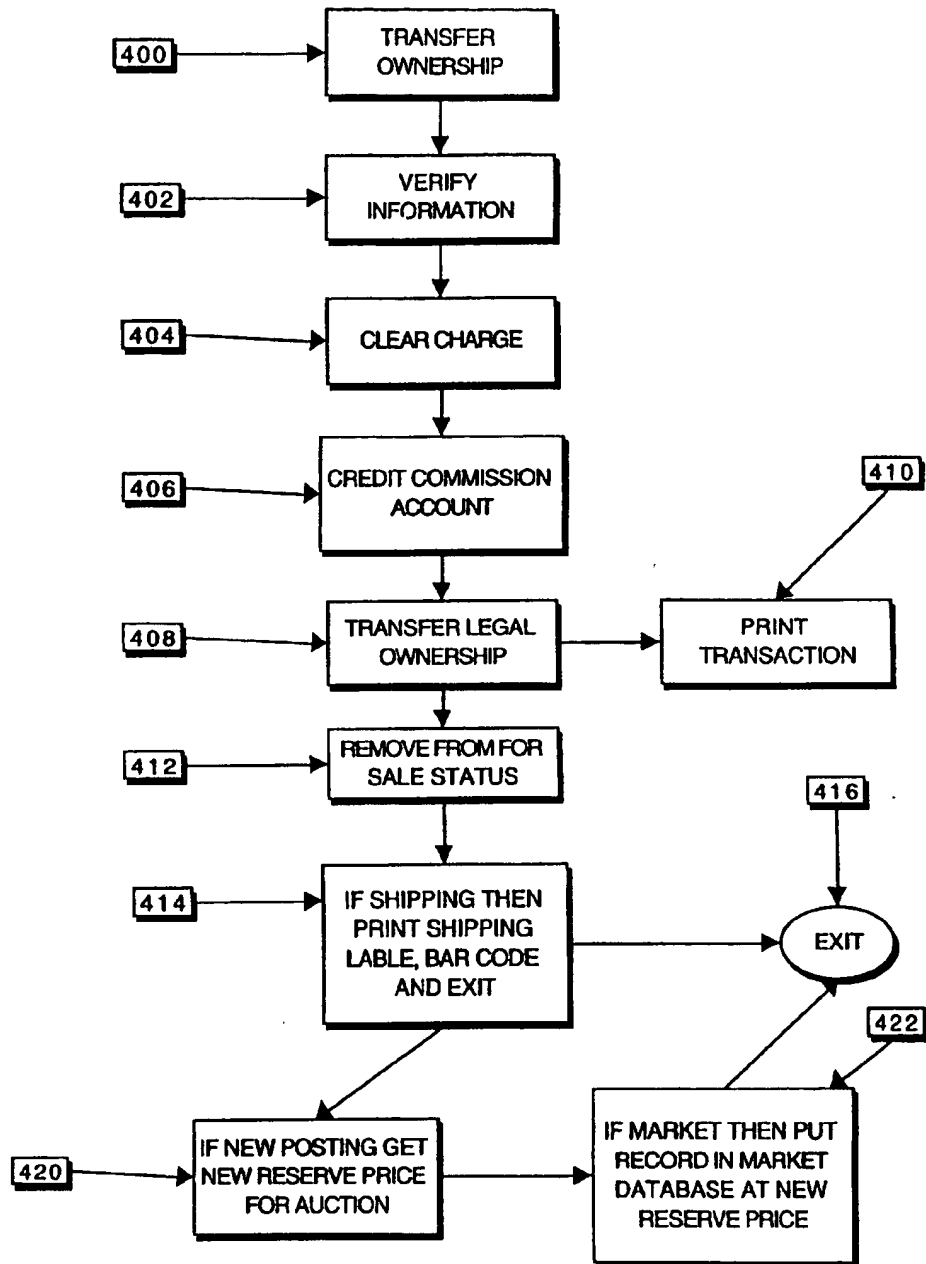 400
TRANSFER
OWNERSHIP
402
VERIFY
INFORMATION
404
CLEAR CHARGE
406
CREDIT COMMISSION
ACCOUNT
410
408
TRANSFER LEGAL
OWNERSHIP
PRINT
TRANSACTION
412
REMOVE FROM FOR
SALE STATUS
416
414
IF SHIPPING THEN
PRINT SHIPPING
LABLE, BAR CODE
AND EXIT
EXIT
422
420
IF NEW POSTING GET
NEW RESERVE PRICE
FOR AUCTION
IF MARKET THEN PUT
RECORD IN MARKET
DATABASE AT NEW
RESERVE PRICE